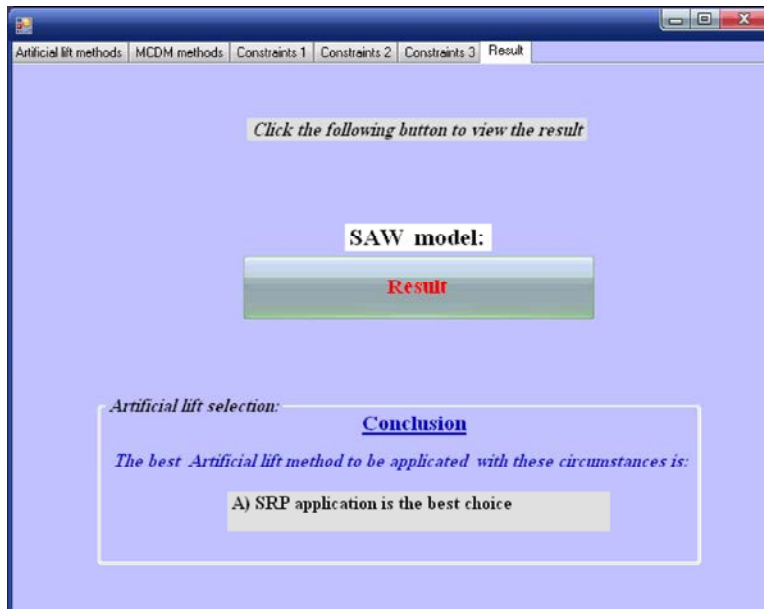 Artificial lift methods MCDM methods Constraints 1 Constraints 2 Constraints 3 Result
Click the following button to view the result
SAW model:
Result
Artificial lift selection:
Conclusion
The best Artificial lift method to be applicated with these circumstances is:
A) SRP application is the best choice